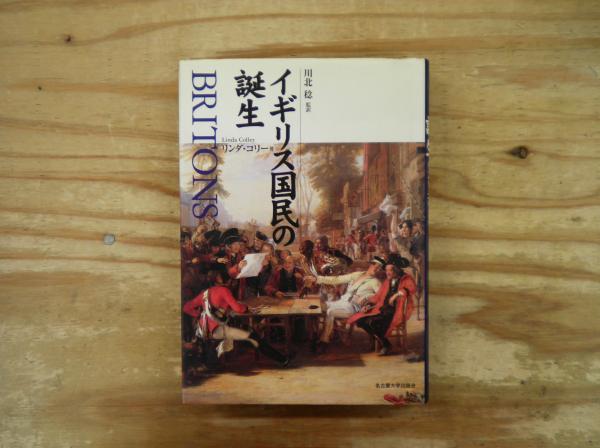 川北 稔 監訳
イギリス国民の
誕生
Linda Colley
リンダ・コリー 著
BRITONS
名古屋大学出版会